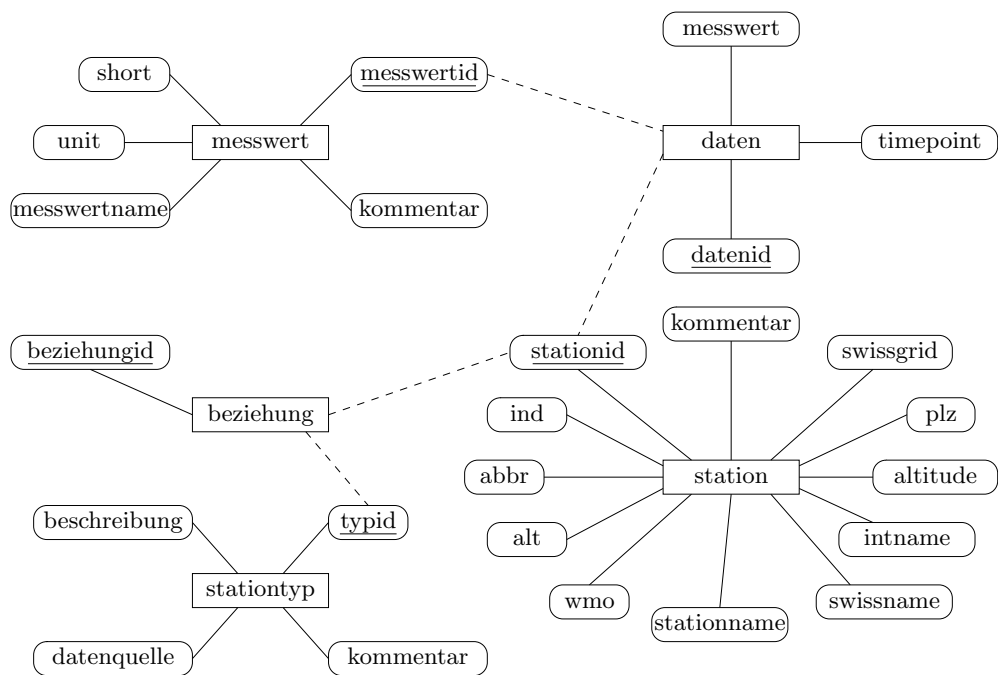 messwert
short
messwertid
unit
messwert
daten
timepoint
messwertname
kommentar
datenid
kommentar
beziehungid
stationid
swissgrid
beziehung
ind
plz
abbr
station
altitude
beschreibung
typid
alt
intname
stationtyp
wmo
swissname
stationname
datenquelle
kommentar